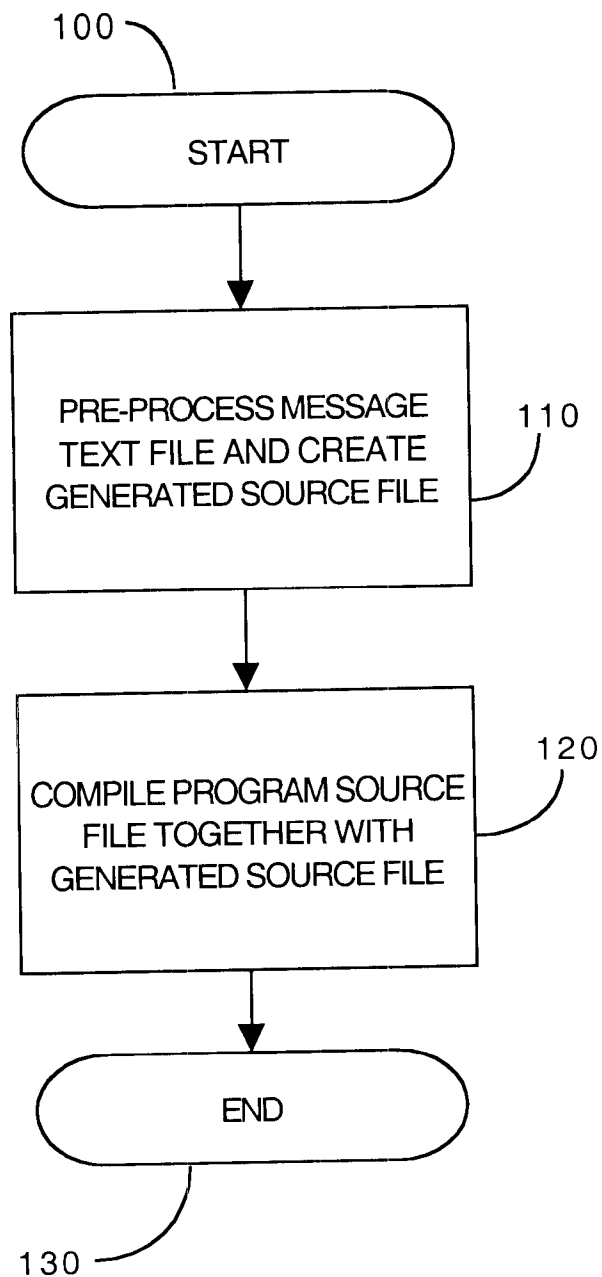 100
START
PRE-PROCESS MESSAGE
TEXT FILE AND CREATE
GENERATED SOURCE FILE
110
COMPILE PROGRAM SOURCE
FILE TOGETHER WITH
GENERATED SOURCE FILE
120
END
130